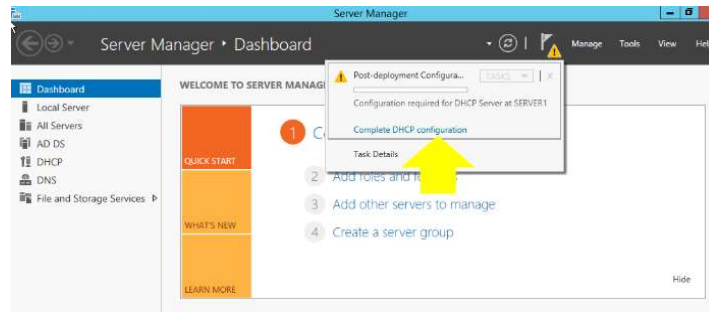 Server Manager
Server Manager • Dashboard
Manage Tools View Hel
Dashboard
Local Server
All Servers
AD DS
DHCP
DNS
File and Storage Services
WELCOME TO SERVER MANAG
Post-deployment Configura...
TASKS
X
Configuration required for DHCP Server at SERVER1
Complete DHCP configuration
Task Details
QUICK START
WHAT'S NEW
LEARN MORE
1 C
2 Add roles and
3 Add other servers to manage
4 Create a server group
Hide